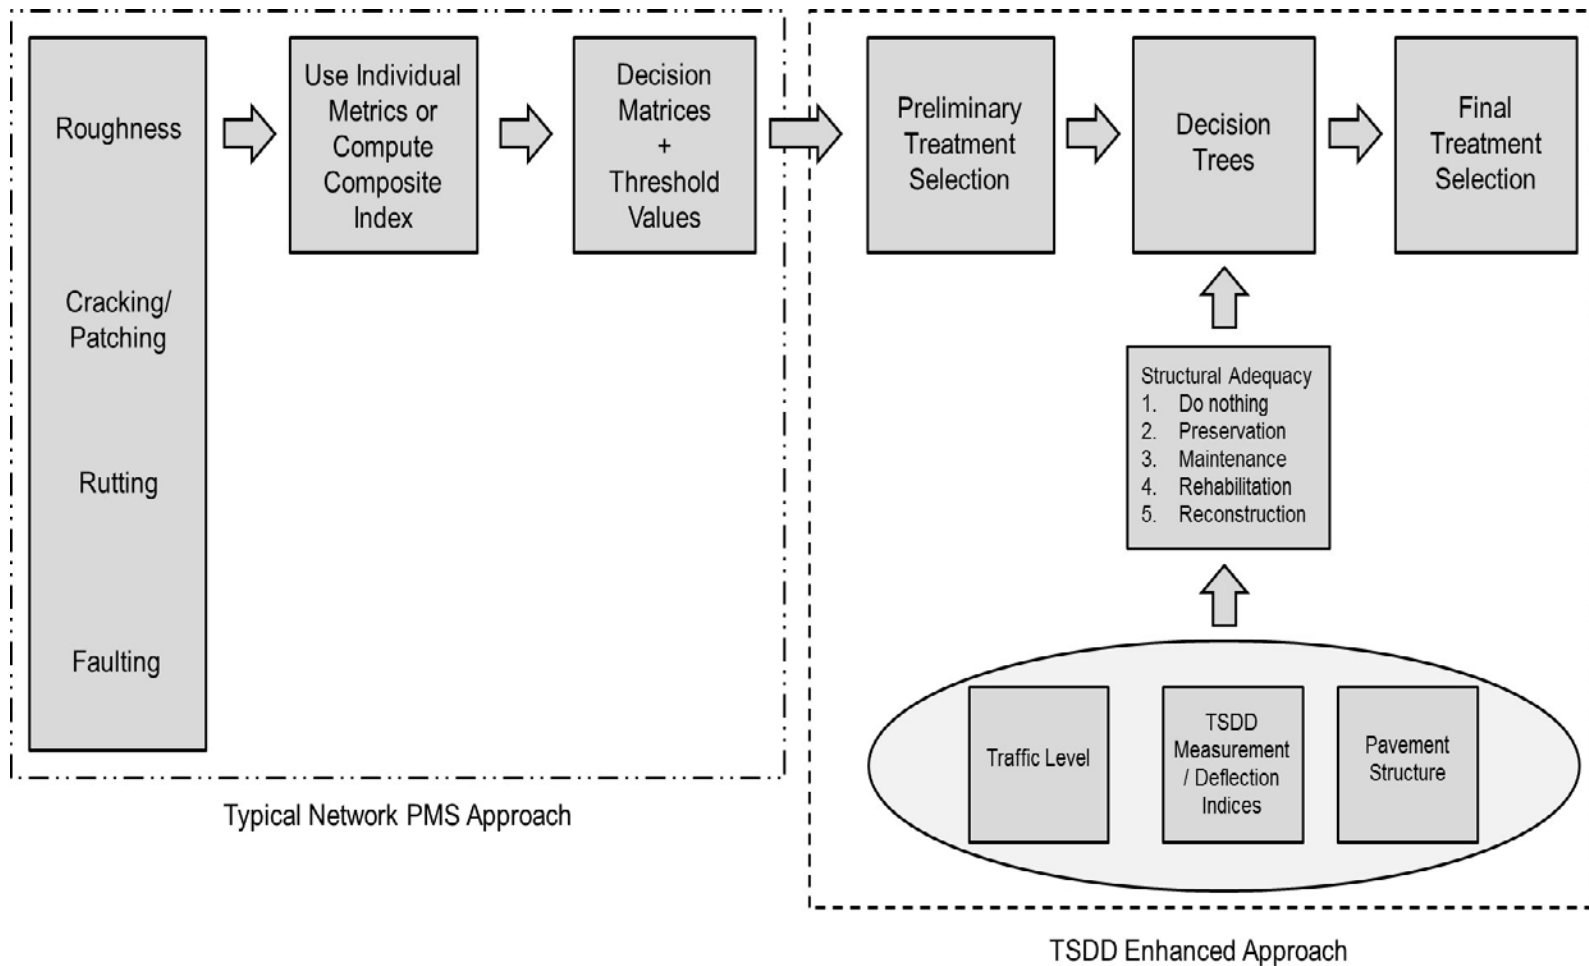 Roughness
Cracking/
Patching
Rutting
Faulting
Use Individual
Metrics or
Compute
Composite
Index
Decision
Matrices
+
Threshold
Values
Typical Network PMS Approach
Preliminary
Treatment
Selection
Decision
Trees
Final
Treatment
Selection
Structural Adequacy
1. Do nothing
2. Preservation
3. Maintenance
4. Rehabilitation
5. Reconstruction
Traffic Level
TSDD
Measurement
/ Deflection
Indices
Pavement
Structure
TSDD Enhanced Approach